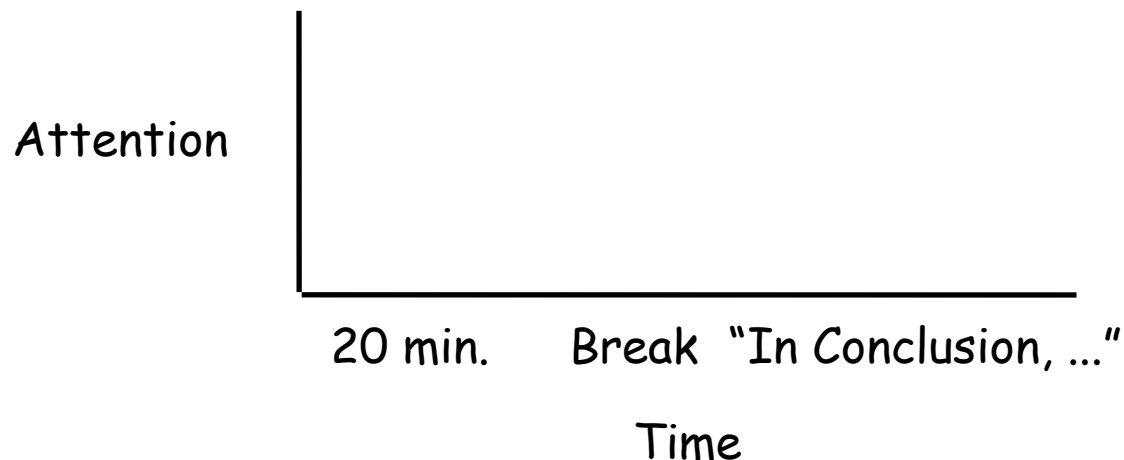 Attention
20 min. Break “In Conclusion, ...”
Time